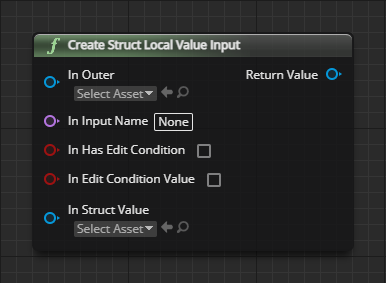 Create Struct Local Value Input
In Outer
Return Value
Select Asset
In Input Name None
In Has Edit Condition
In Edit Condition Value
In Struct Value
Select Asset